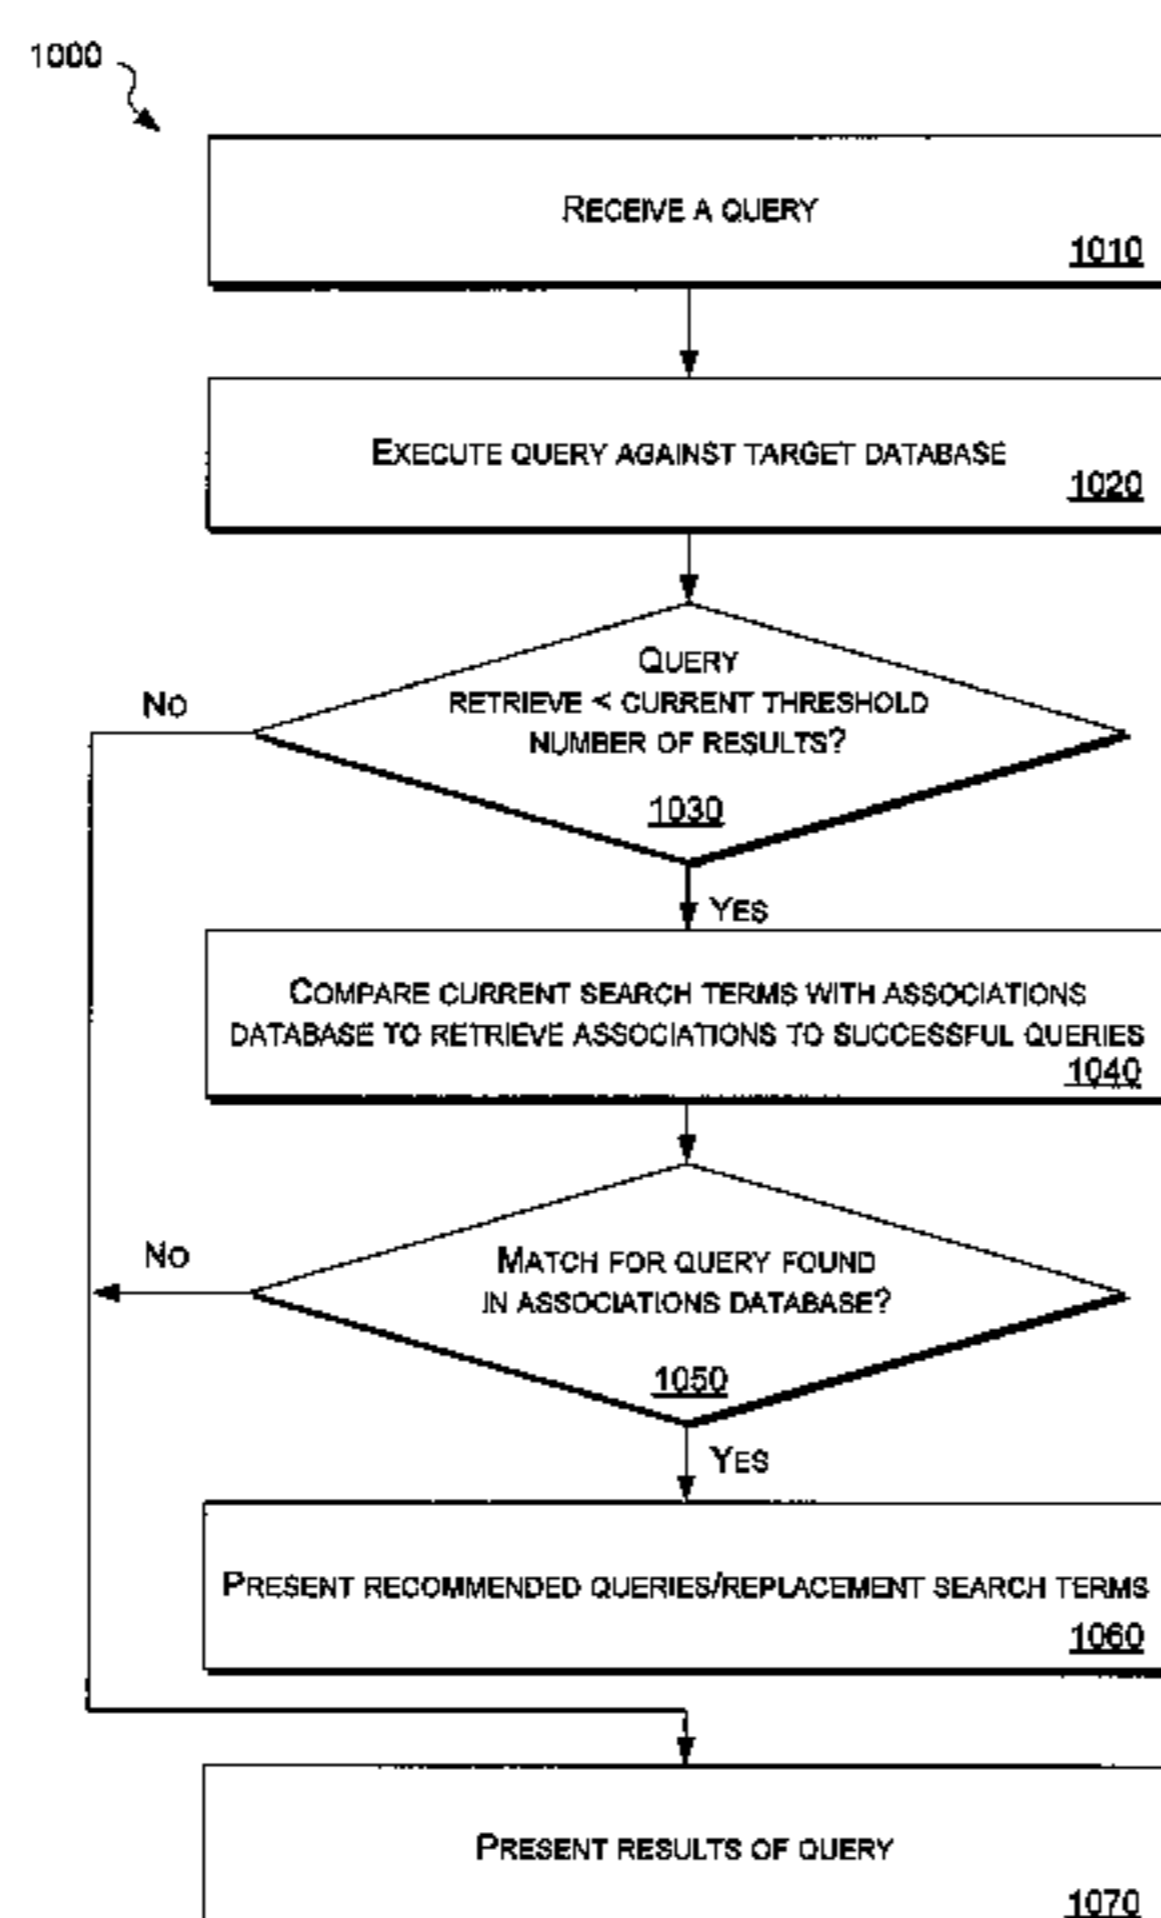 1000
RECEIVE A QUERY
1010
EXECUTE QUERY AGAINST TARGET DATABASE
1020
QUERY
RETRIEVE < CURRENT THRESHOLD
NUMBER OF RESULTS?
NO
1030
YES
COMPARE CURRENT SEARCH TERMS WITH ASSOCIATIONS
DATABASE TO RETRIEVE ASSOCIATIONS TO SUCCESSFUL QUERIES
1040
MATCH FOR QUERY FOUND
IN ASSOCIATIONS DATABASE?
NO
1050
YES
PRESENT RECOMMENDED QUERIES/REPLACEMENT SEARCH TERMS
1060
PRESENT RESULTS OF QUERY
1070